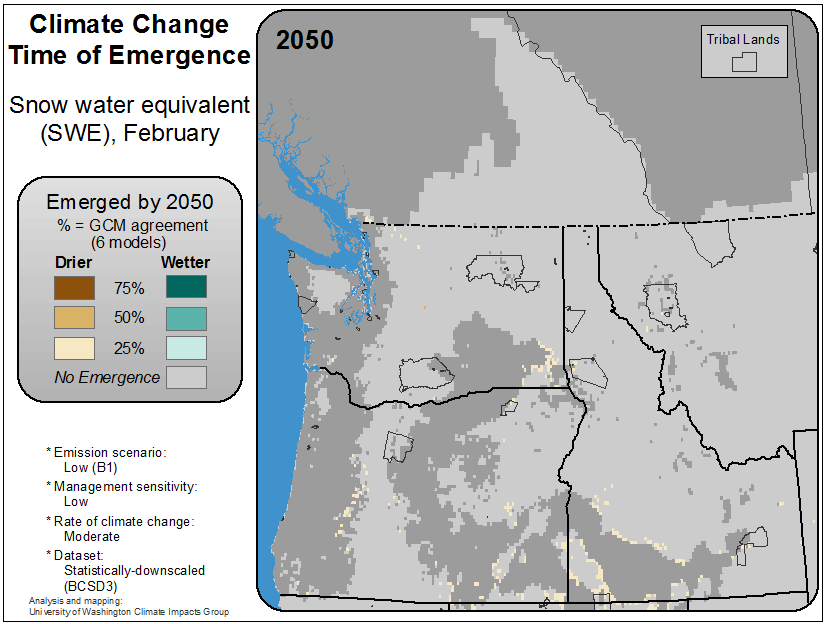 Climate Change
Time of Emergence
Snow water equivalent
(SWE), February
Emerged by 2050
% = GCM agreement
(6 models)
Drier Wetter
75%
50%
25%
No Emergence
* Emission scenario:
Low (B1)
* Management sensitivity:
Low
* Rate of climate change:
Moderate
* Dataset:
Statistically-downscaled
(BCSD3)
Analysis and mapping:
University of Washington Climate Impacts Group
2050
Tribal Lands